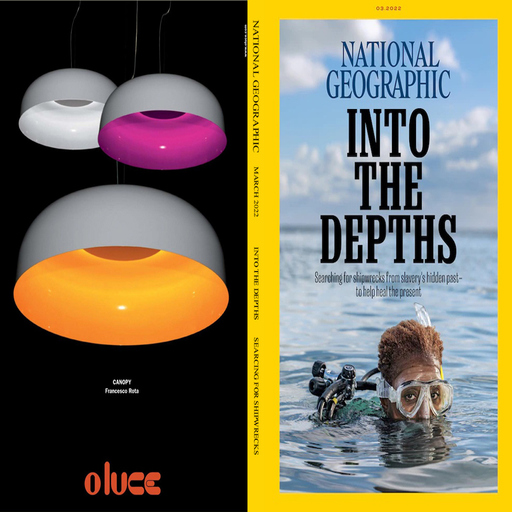 CANOPY
Francesco Rota
oluce
NATIONAL GEOGRAPHIC
MARCH 2022
INTO THE DEPTHS
SEARCING FOR SHIPWRECKS
03.2022
NATIONAL
GEOGRAPHIC
INTO
THE
DEPTHS
Searching for shipwrecks from slavery's hidden past–
to help heal the present